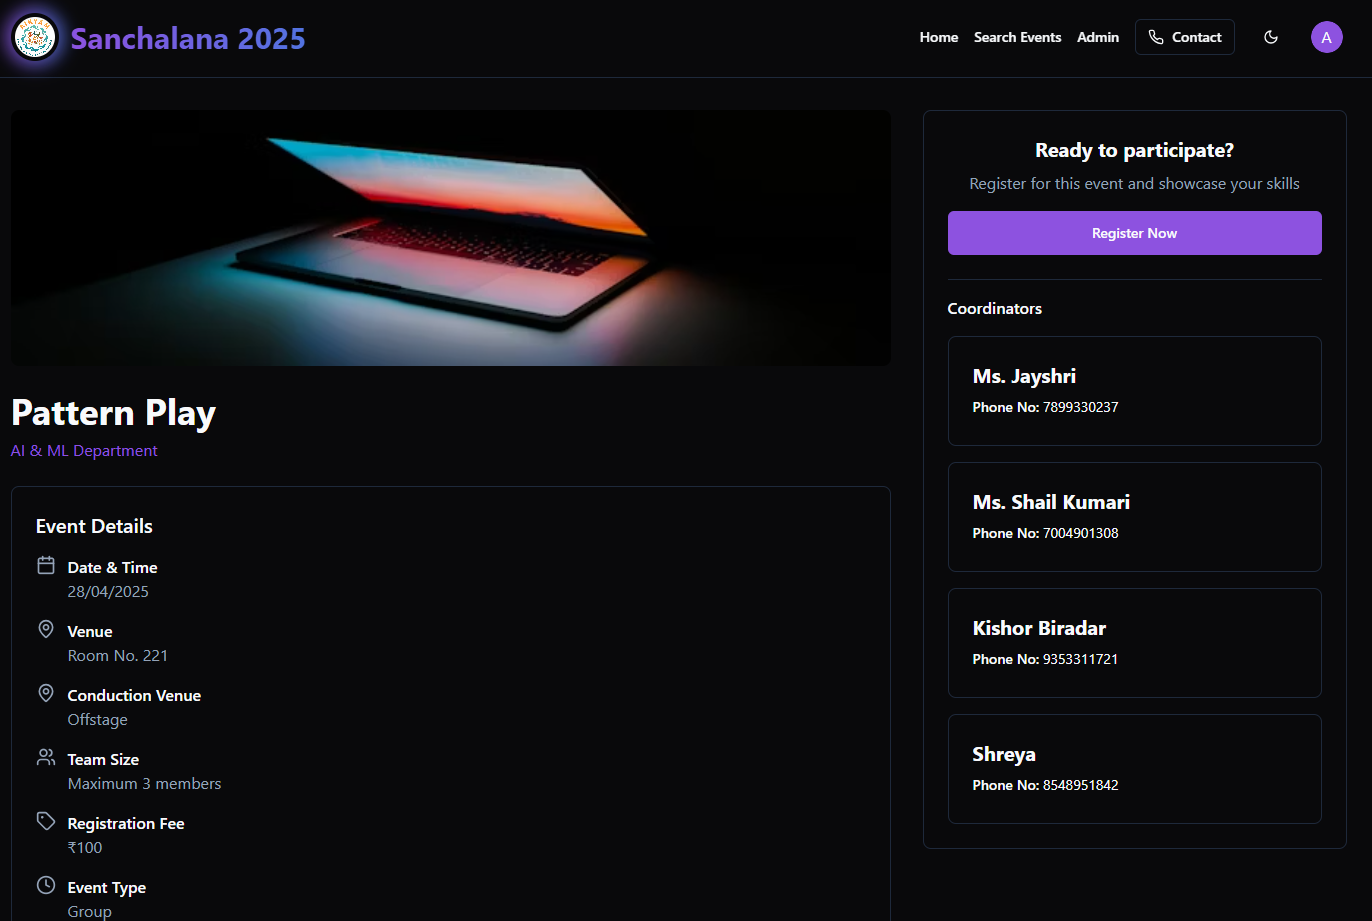 Sanchalana 2025
Home
Search Events
Admin
Contact
A
Pattern Play
AI & ML Department
Event Details
Date & Time
28/04/2025
Venue
Room No. 221
Conduction Venue
Offstage
Team Size
Maximum 3 members
Registration Fee
₹100
Event Type
Group
Ready to participate?
Register for this event and showcase your skills
Register Now
Coordinators
Ms. Jayshri
Phone No: 7899330237
Ms. Shail Kumari
Phone No: 7004901308
Kishor Biradar
Phone No: 9353311721
Shreya
Phone No: 8548951842